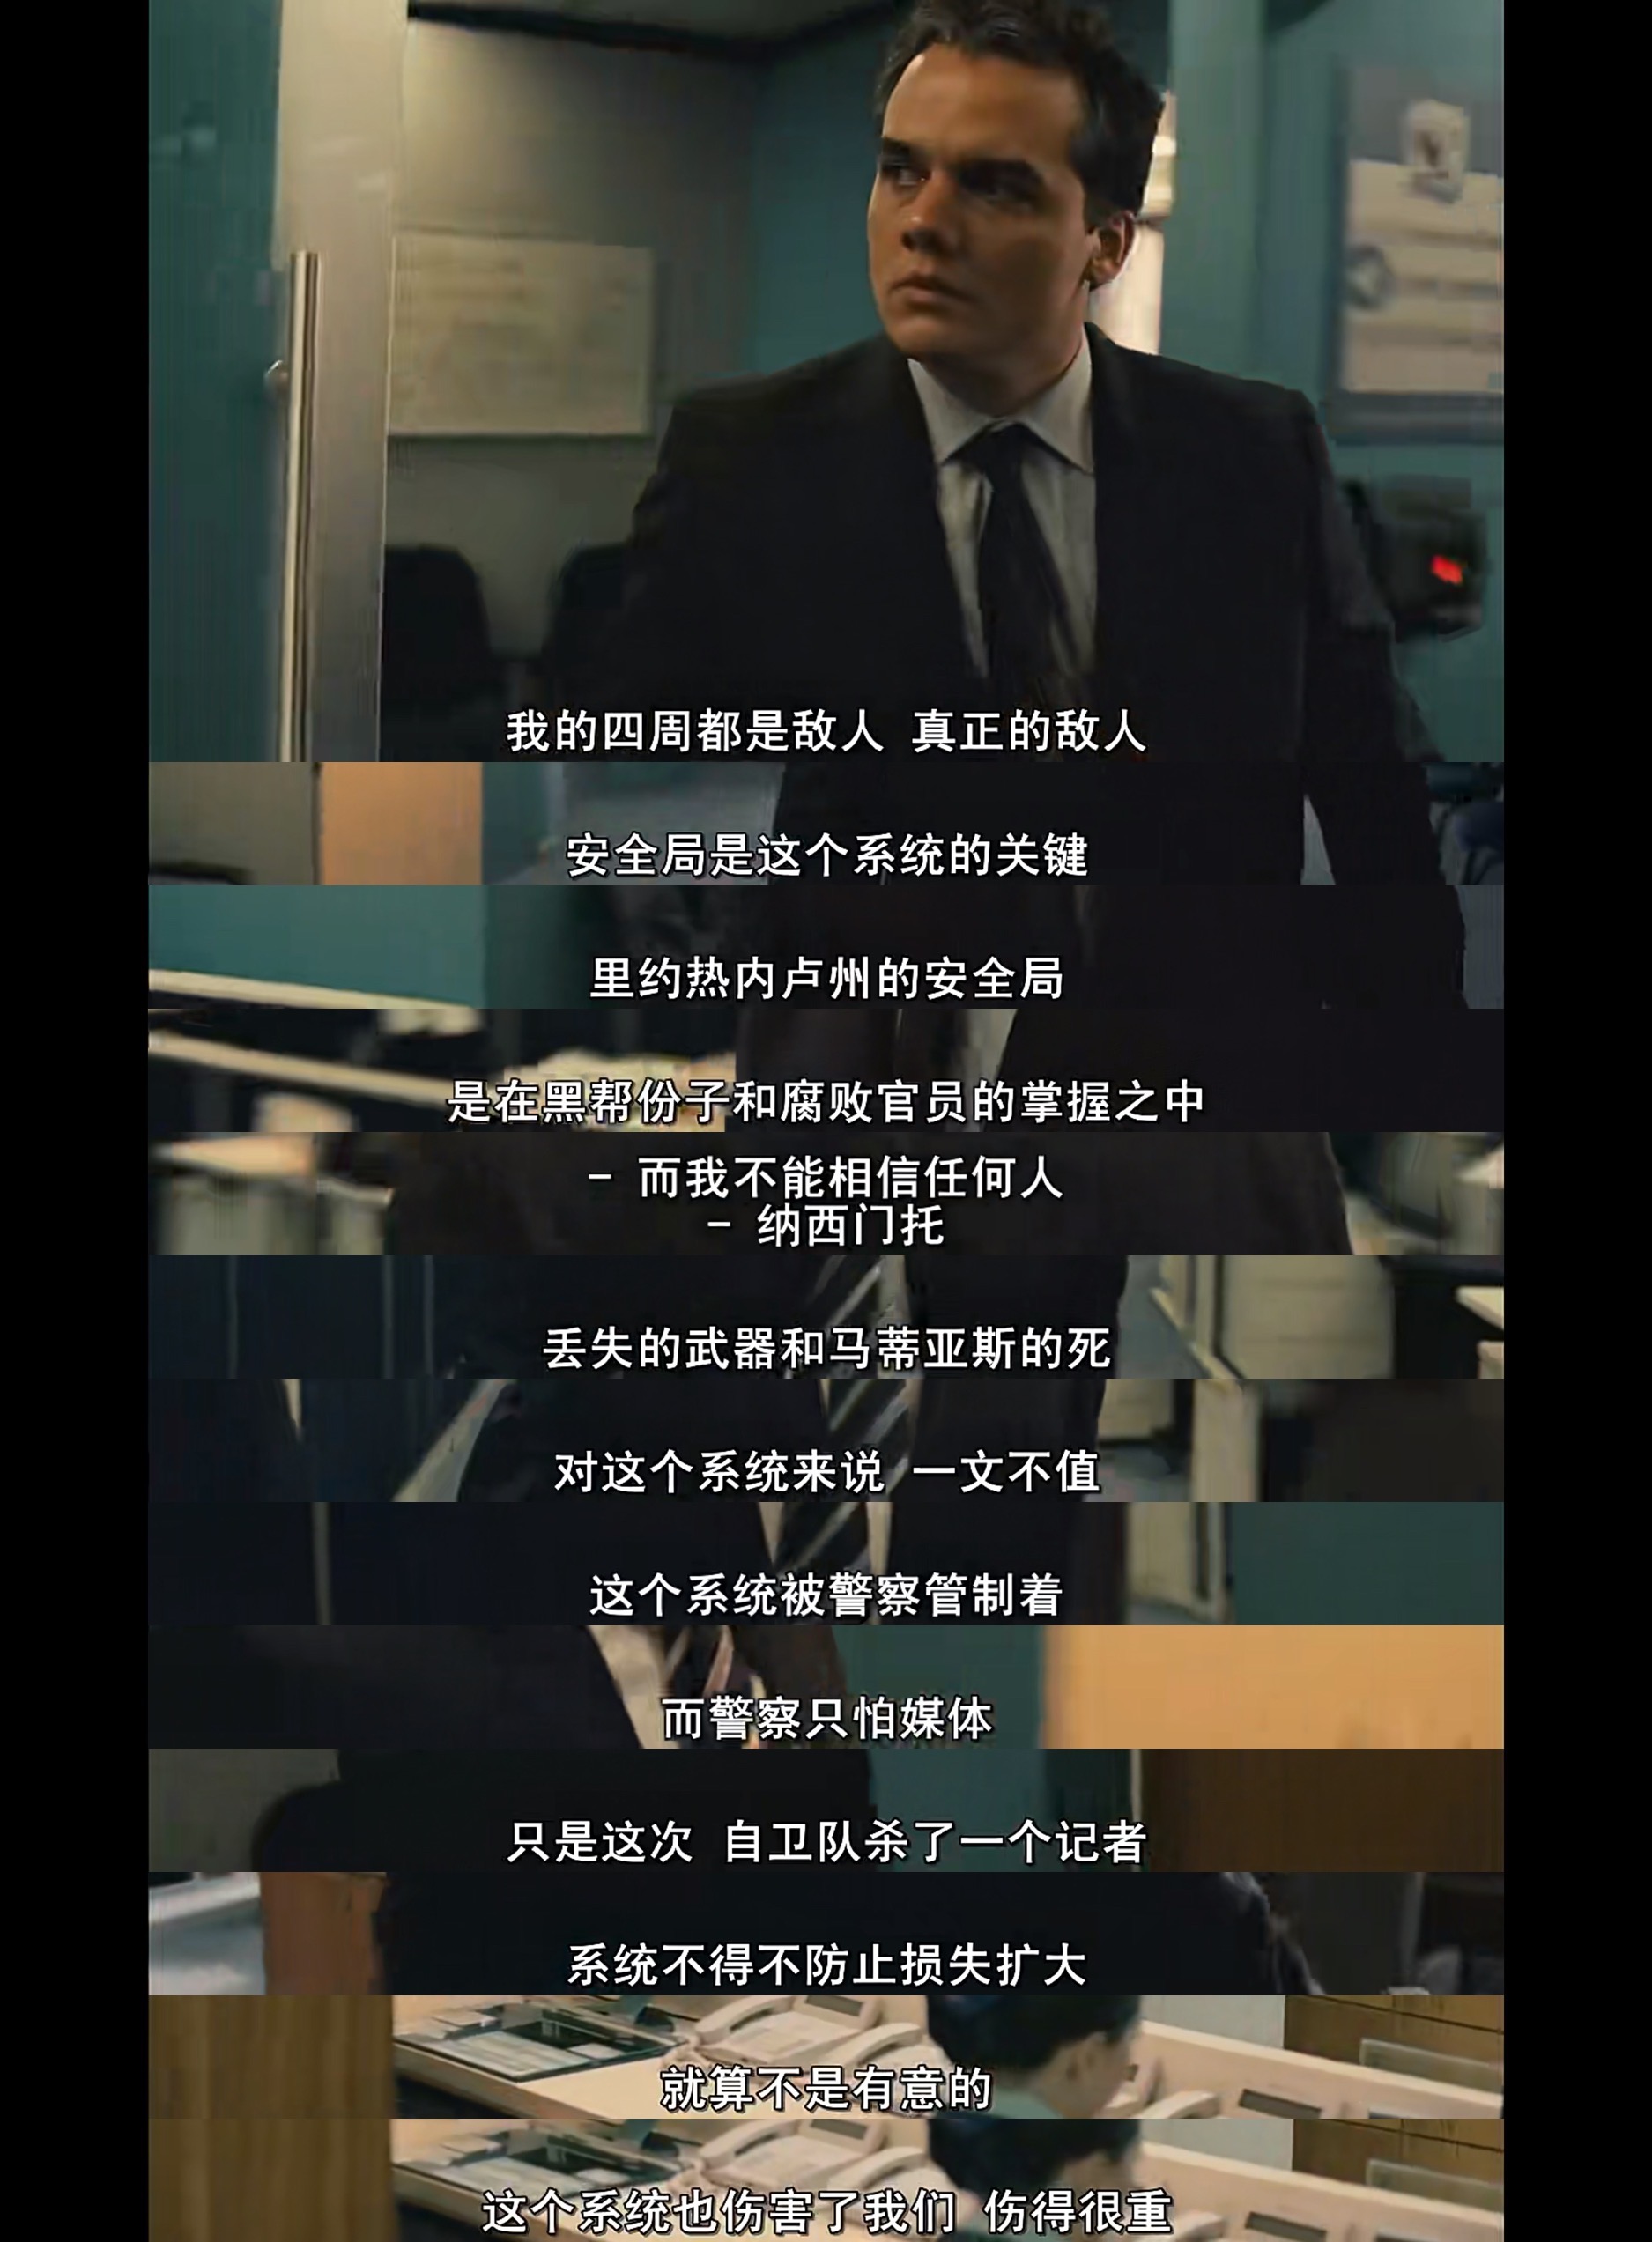 我的四周都是敌人 真正的敌人
安全局是这个系统的关键
里约热内卢州的安全局
是在黑帮份子和腐败官员的掌握之中
- 而我不能相信任何人
- 纳西门托
丢失的武器和马蒂亚斯的死
对这个系统来说 一文不值
这个系统被警察管制着
而警察只怕媒体
只是这次 自卫队杀了一个记者
系统不得不防止损失扩大
就算不是有意的
这个系统也伤害了我们 伤得很重